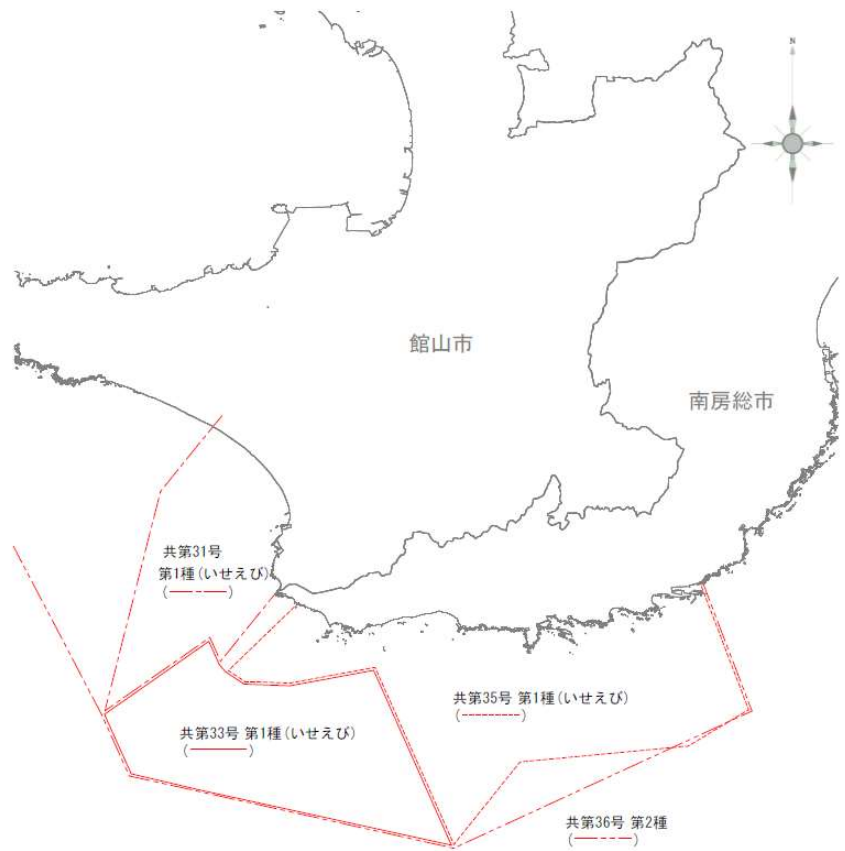 N
館山市
南房総市
共第31号
第1種(いせえび)
(　　　)
共第35号 第1種(いせえび)
(　　　)
共第33号 第1種(いせえび)
(　　　)
共第36号 第2種
(　　　)